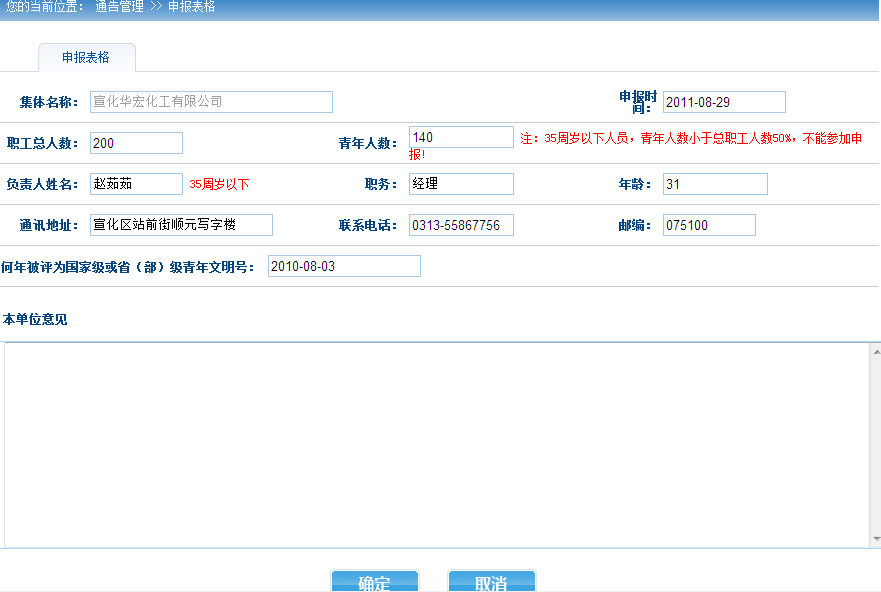 您的当前位置： 通告管理 >> 申报表格
申报表格
集体名称： 宣化华宏化工有限公司 申报时间： 2011-08-29
职工总人数： 200 青年人数： 140 注：35周岁以下人员，青年人数小于总职工人数50%，不能参加申
报！
负责人姓名： 赵茹茹 35周岁以下 职务： 经理 年龄： 31
通讯地址： 宣化区站前街顺元写字楼 联系电话： 0313-55867756 邮编： 075100
何年被评为国家级或省（部）级青年文明号： 2010-08-03
本单位意见
确定 取消